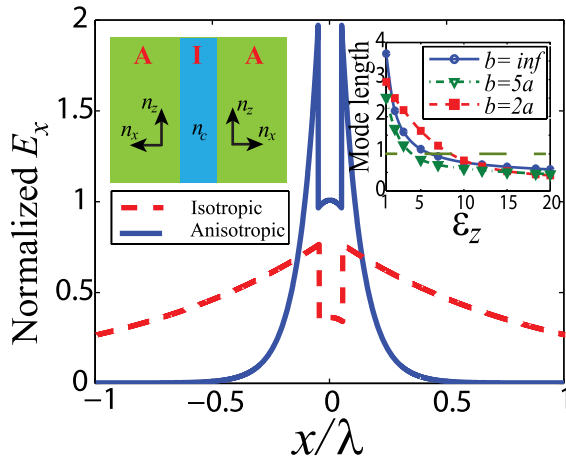 2
1.5
1
0.5
0
Normalized E_x
A I A
n_z n_z
n_x n_c n_x
Isotropic
Anisotropic
4
3
2
1
0
Mode length
b= inf
b=5a
b=2a
1 5 10 15 20
ε_z
−1 −0.5 0 0.5 1
x/λ